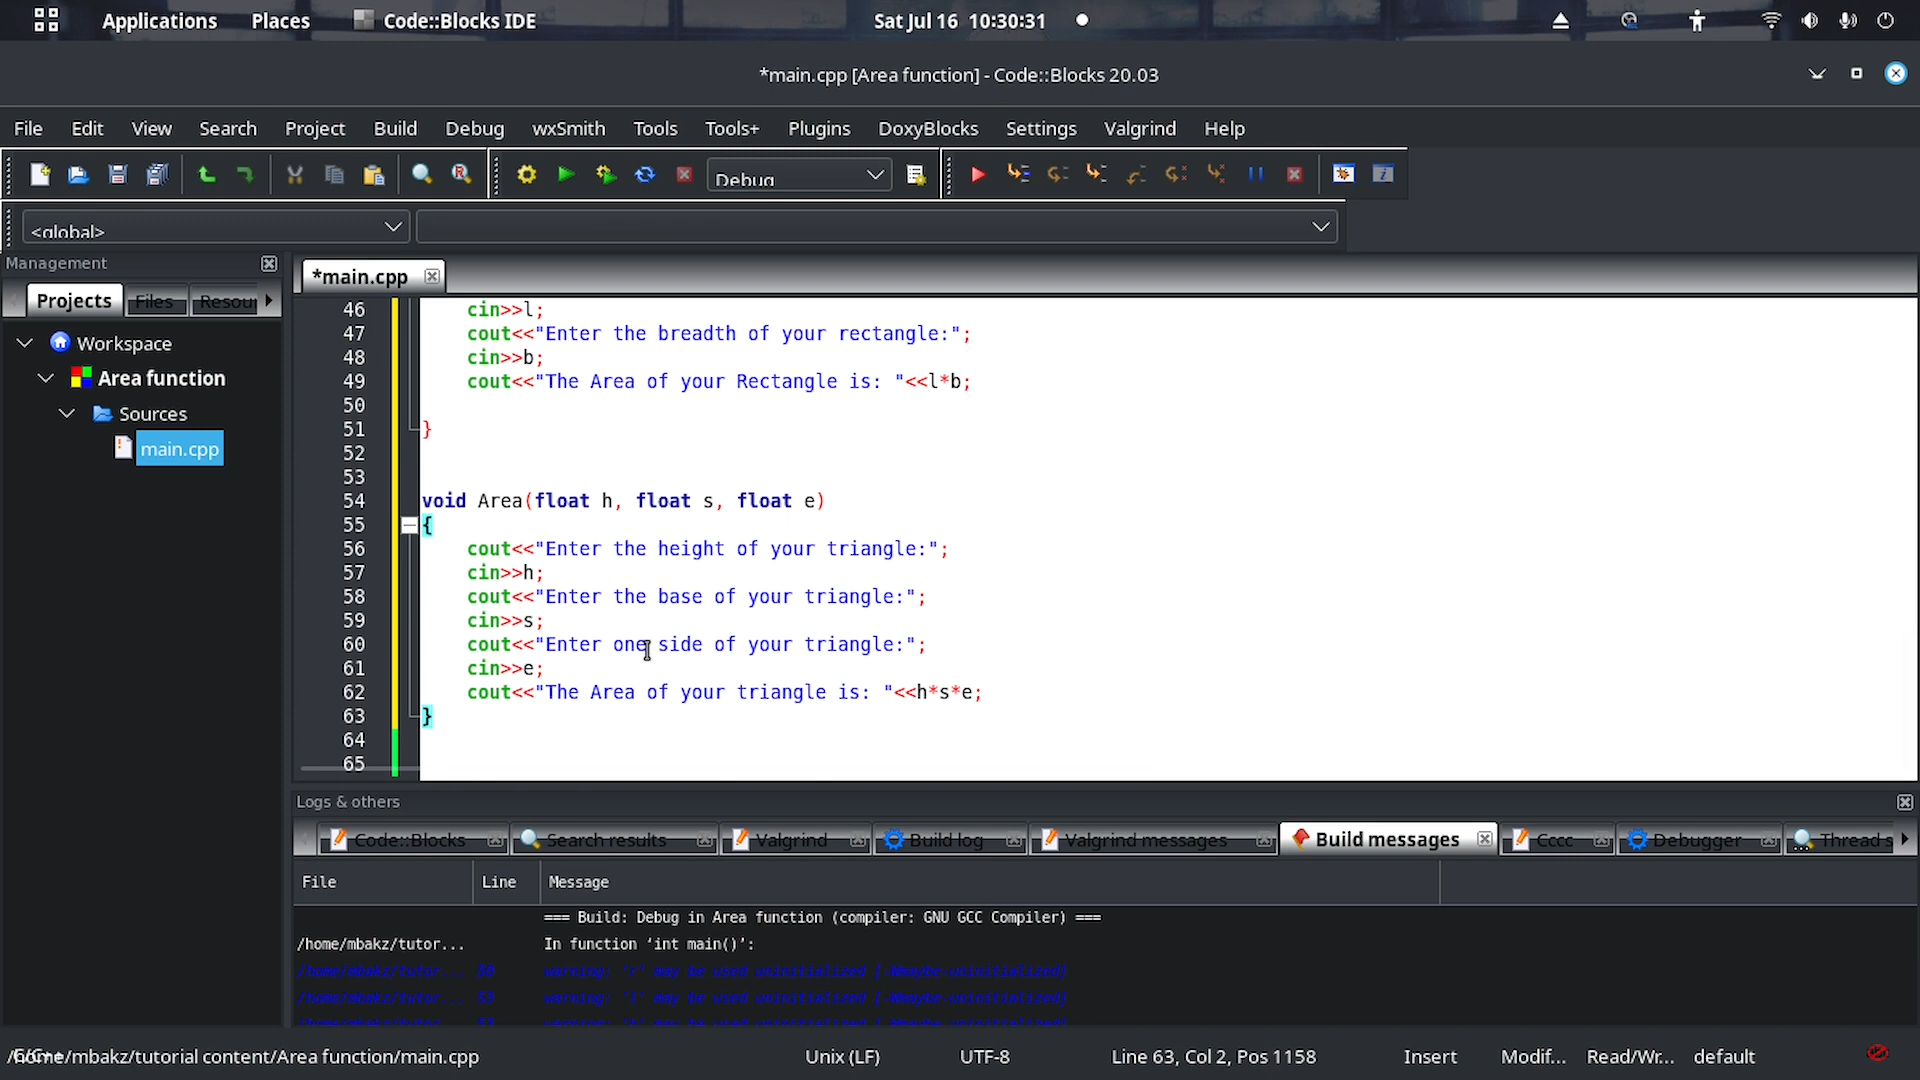 Applications Places Code::Blocks IDE Sat Jul 16 10:30:31
*main.cpp [Area function] - Code::Blocks 20.03
File Edit View Search Project Build Debug wxSmith Tools Tools+ Plugins DoxyBlocks Settings Valgrind Help
Debug
<global>
Management
*main.cpp
Projects Files Resou
Workspace
Area function
Sources
main.cpp
46 cin>>l;
47 cout<<"Enter the breadth of your rectangle:";
48 cin>>b;
49 cout<<"The Area of your Rectangle is: "<<l*b;
50
51 }
52
53
54 void Area(float h, float s, float e)
55 {
56 cout<<"Enter the height of your triangle:";
57 cin>>h;
58 cout<<"Enter the base of your triangle:";
59 cin>>s;
60 cout<<"Enter one side of your triangle:";
61 cin>>e;
62 cout<<"The Area of your triangle is: "<<h*s*e;
63 }
64
65
Logs & others
Code::Blocks Search results Valgrind Build log Valgrind messages Build messages Cccc Debugger Thread s
File Line Message
=== Build: Debug in Area function (compiler: GNU GCC Compiler) ===
/home/mbakz/tutor... In function ‘int main()’:
/home/mbakz/tutor... 50 warning: ‘r’ may be used uninitialized [-Wmaybe-uninitialized]
/home/mbakz/tutor... 53 warning: ‘l’ may be used uninitialized [-Wmaybe-uninitialized]
/home/mbakz/tutorial content/Area function/main.cpp Unix (LF) UTF-8 Line 63, Col 2, Pos 1158 Insert Modif... Read/Wr... default